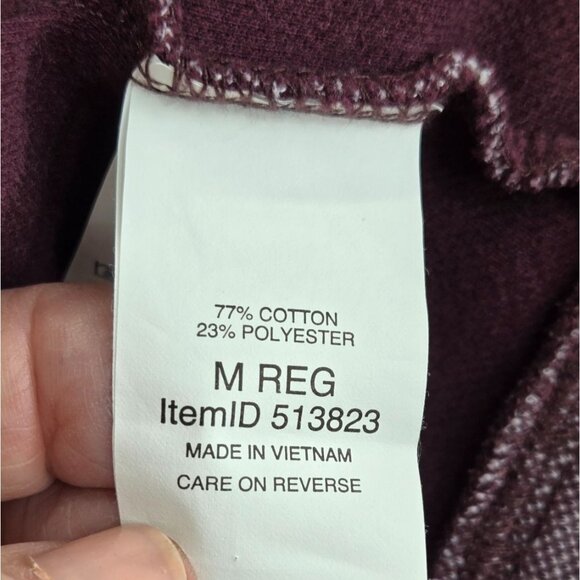 77% COTTON
23% POLYESTER
M REG
ItemID 513823
MADE IN VIETNAM
CARE ON REVERSE